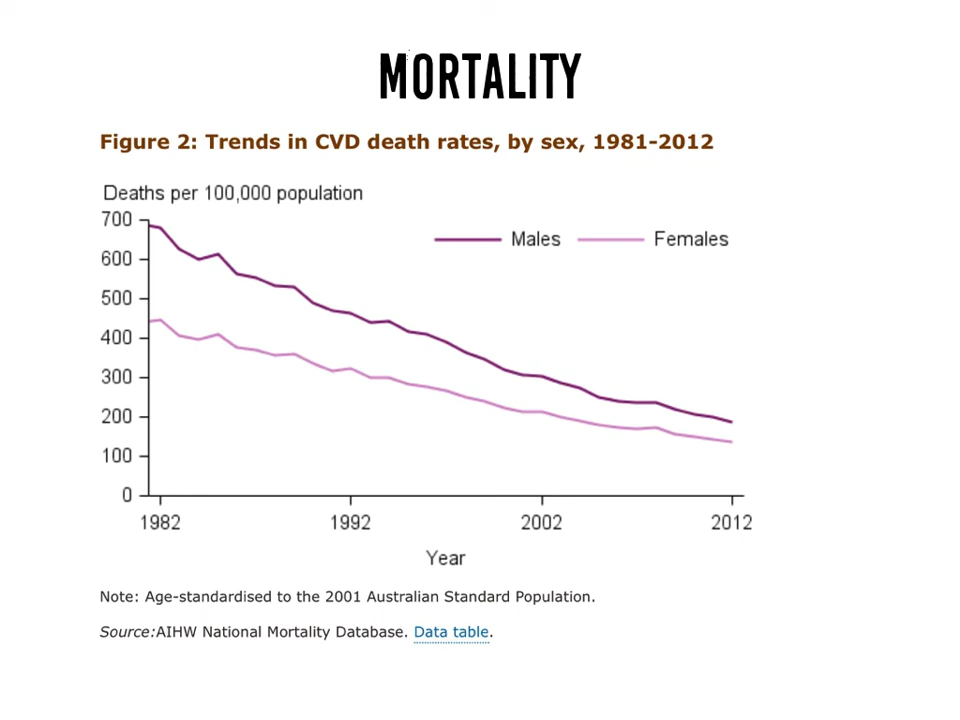 MORTALITY
Figure 2: Trends in CVD death rates, by sex, 1981-2012
Deaths per 100,000 population
700
Males Females
600
500
400
300
200
100
0
1982 1992 2002 2012
Year
Note: Age-standardised to the 2001 Australian Standard Population.
Source:AIHW National Mortality Database. Data table.